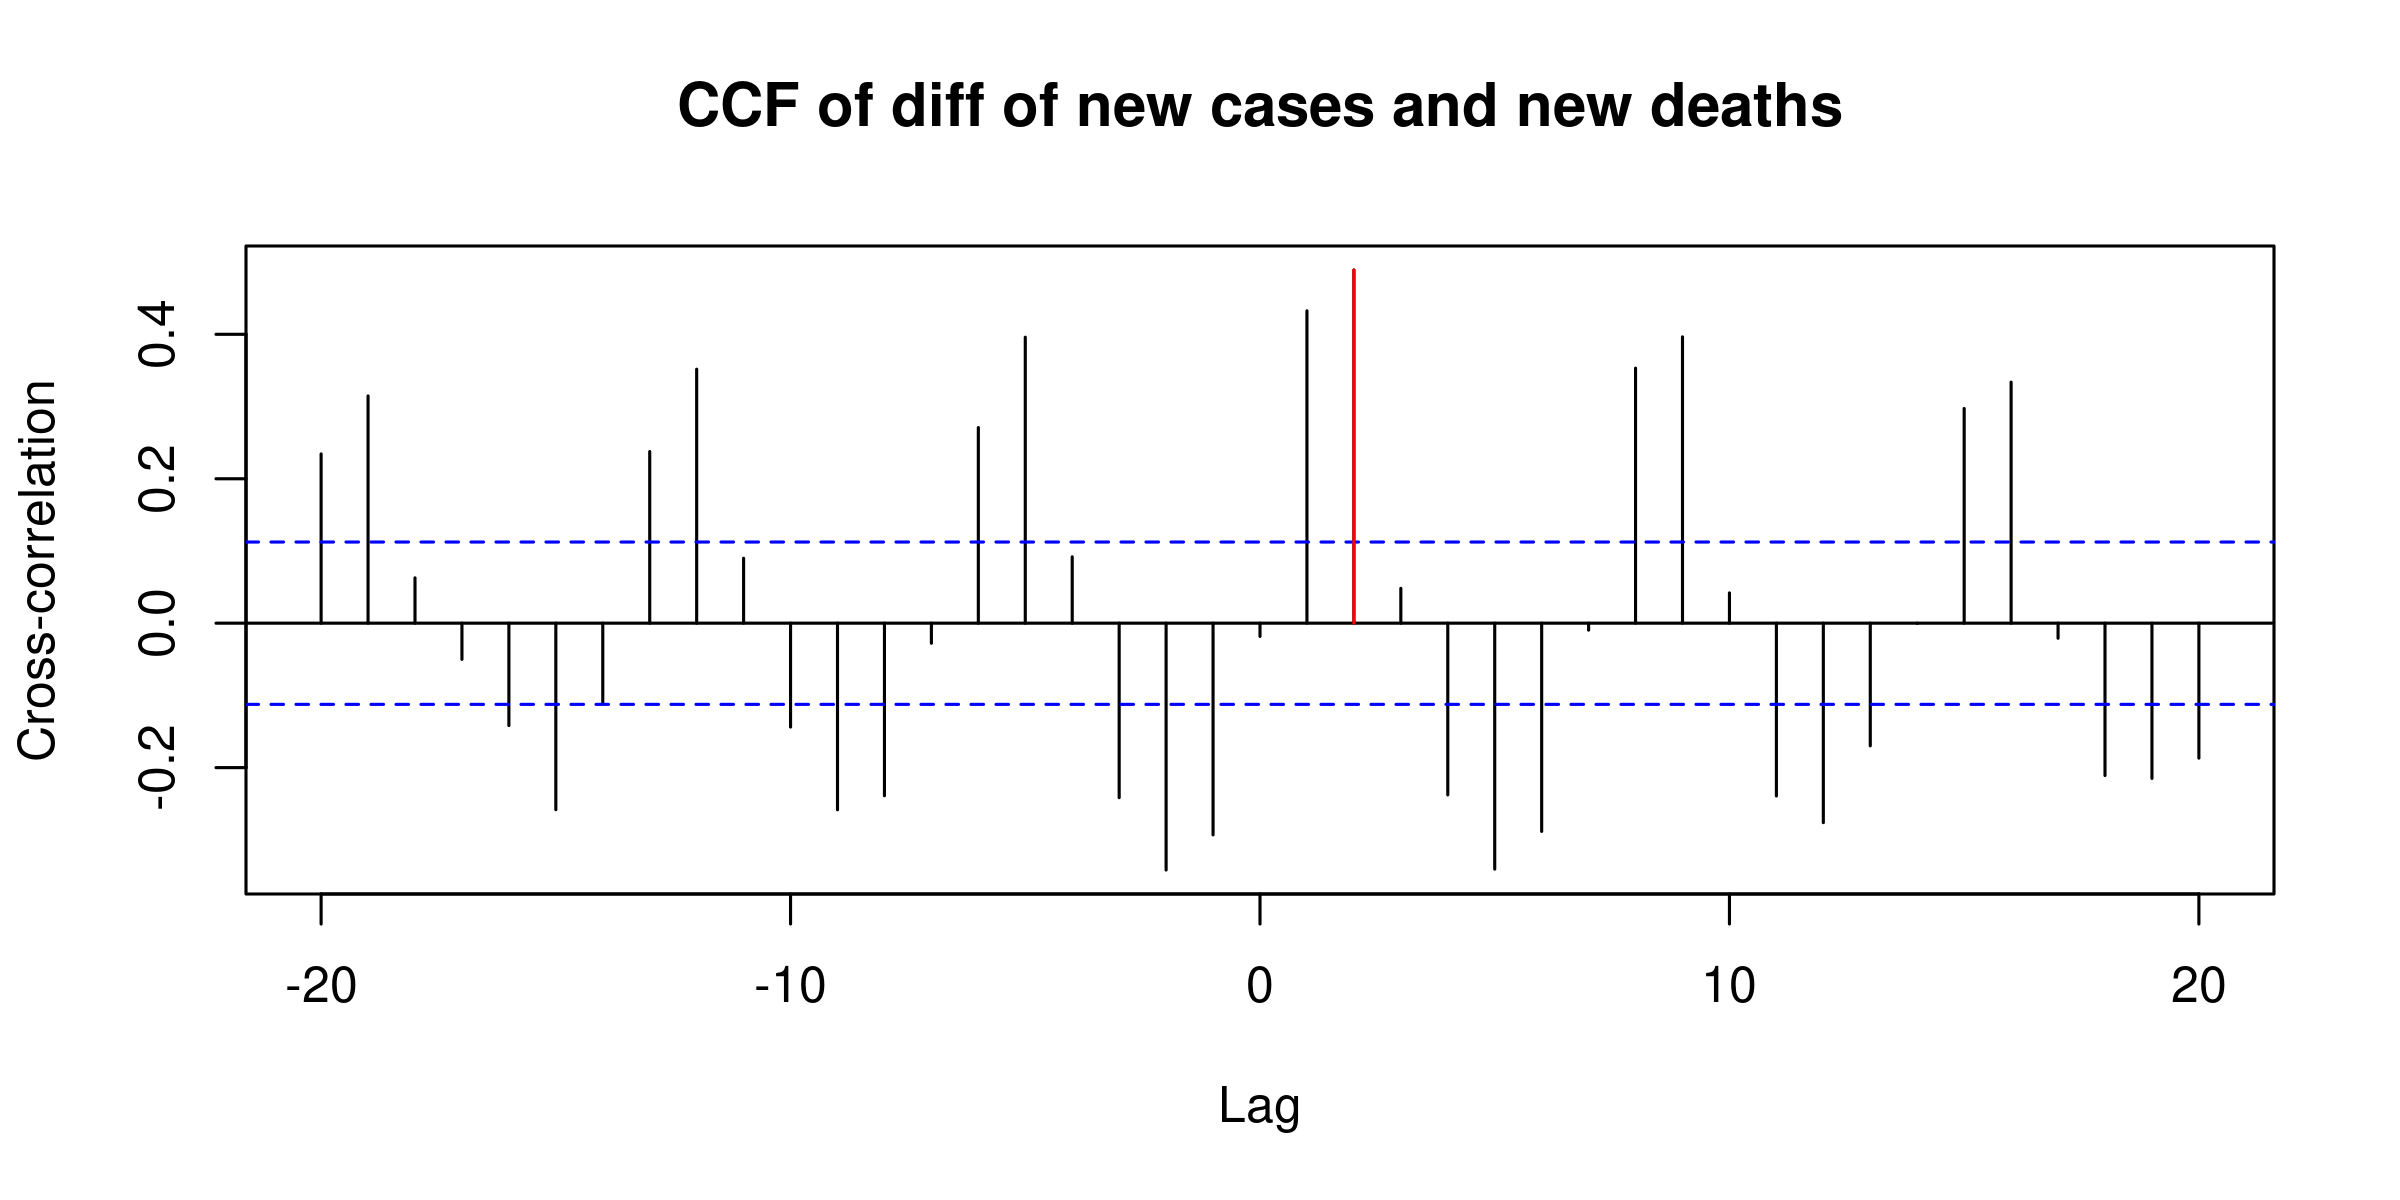 CCF of diff of new cases and new deaths
Cross-correlation
0.4
0.2
0.0
-0.2
-20 -10 0 10 20
Lag